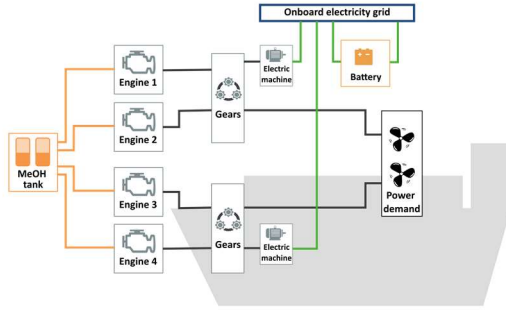 Onboard electricity grid
Engine 1
Electric
machine
Battery
Gears
Engine 2
MeOH
tank
Engine 3
Power
demand
Gears
Electric
machine
Engine 4